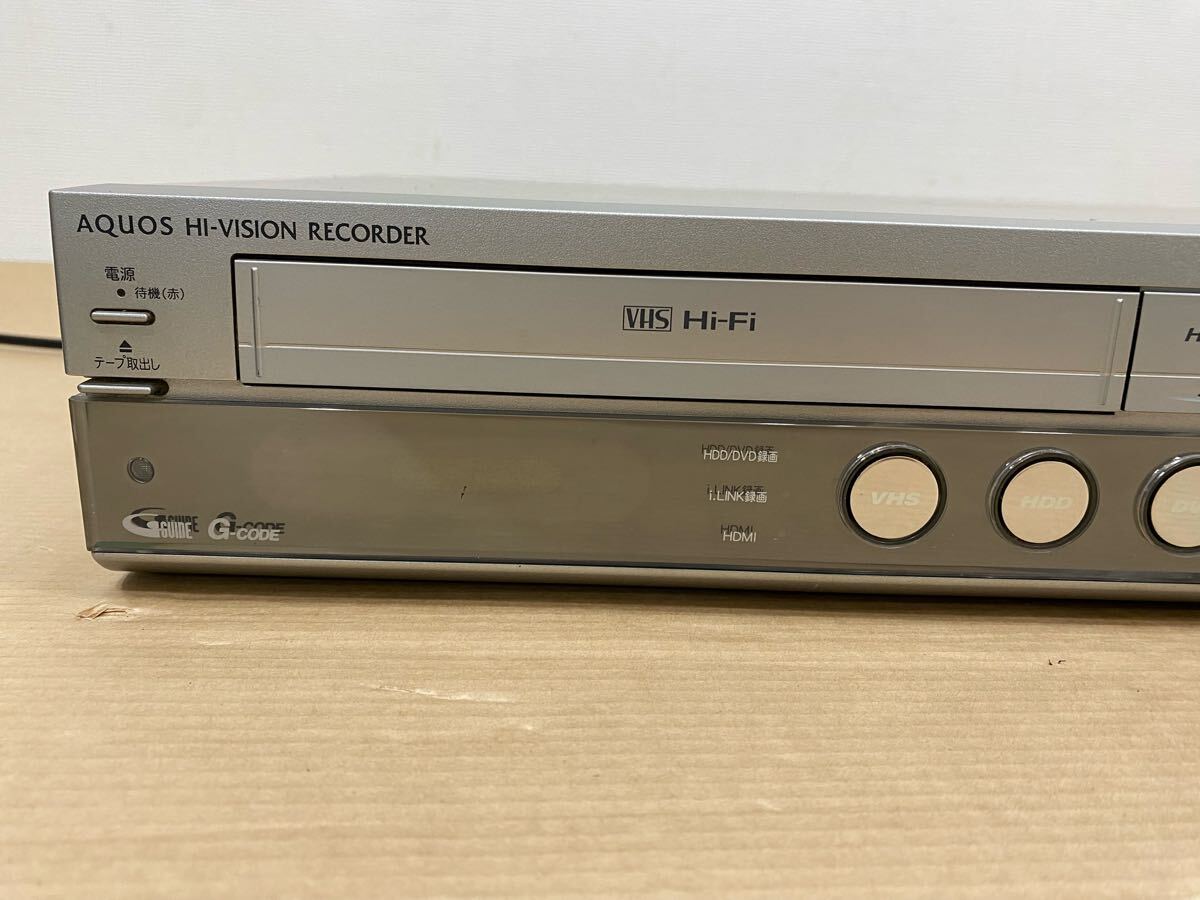 AQUOS HI-VISION RECORDER
電源
待機(赤)
テープ取出し
VHS Hi-Fi
H
HDD/DVD録画
i.LINK録画
HDMI
G GUIDE G-CODE
VHS
HDD